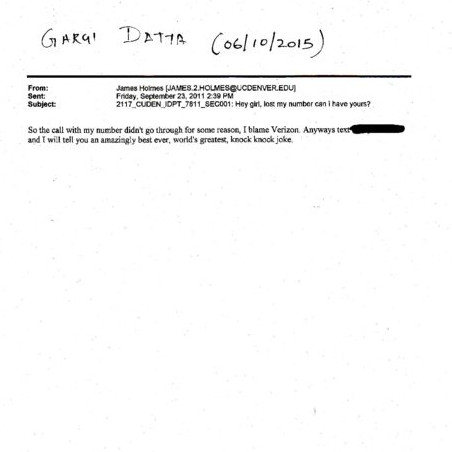 GARGI DATTA (06/10/2015)
From: James Holmes [JAMES.2.HOLMES@UCDENVER.EDU]
Sent: Friday, September 23, 2011 2:39 PM
Subject: 2117_CUDEN_IDPT_7811_SEC001: Hey girl, lost my number can i have yours?
So the call with my number didn't go through for some reason, I blame Verizon. Anyways text
and I will tell you an amazingly best ever, world's greatest, knock knock joke.